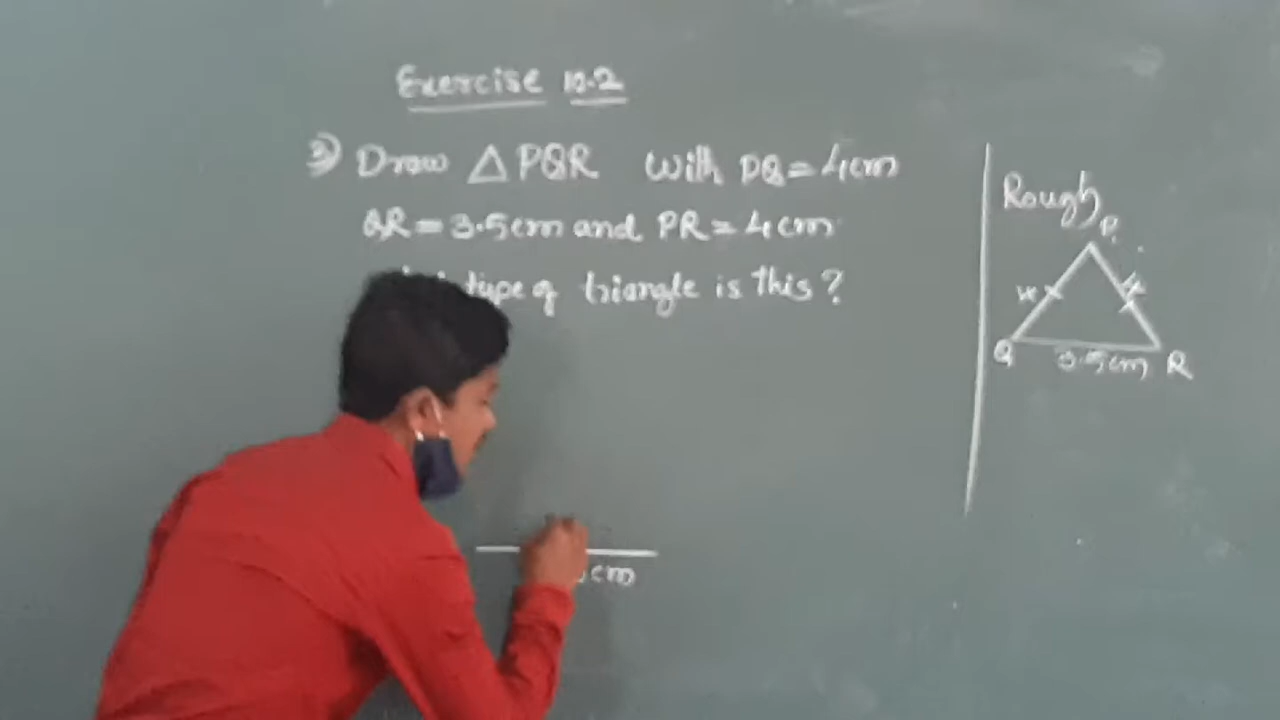 Exercise 10.2
3) Draw △ PQR with PQ = 4cm
QR = 3.5cm and PR = 4cm
type of triangle is this?
cm
Rough
P
Q 3.5cm R